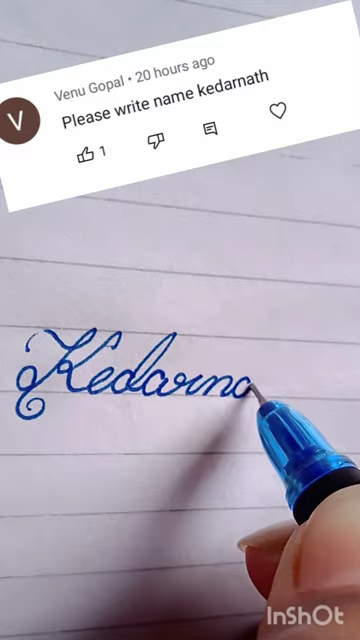 Venu Gopal • 20 hours ago
V
Please write name kedarnath
1
Kedarna
InShOt